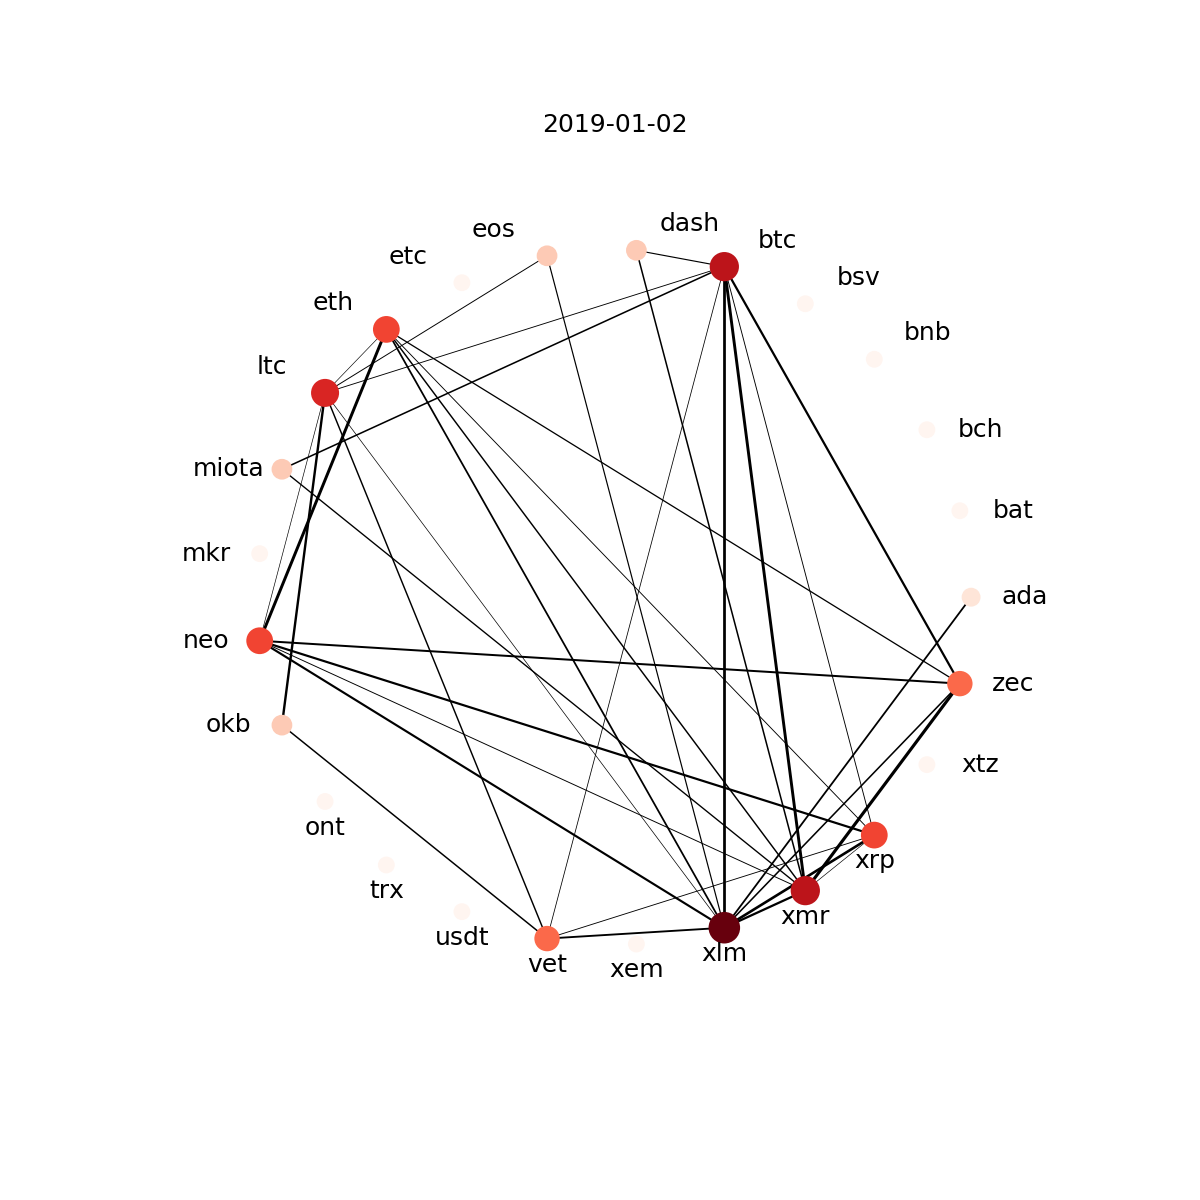 2019-01-02
dash
eos
btc
etc
bsv
eth
bnb
ltc
bch
miota
bat
mkr
ada
neo
zec
okb
xtz
ont
xrp
trx
xmr
usdt
xlm
vet
xem